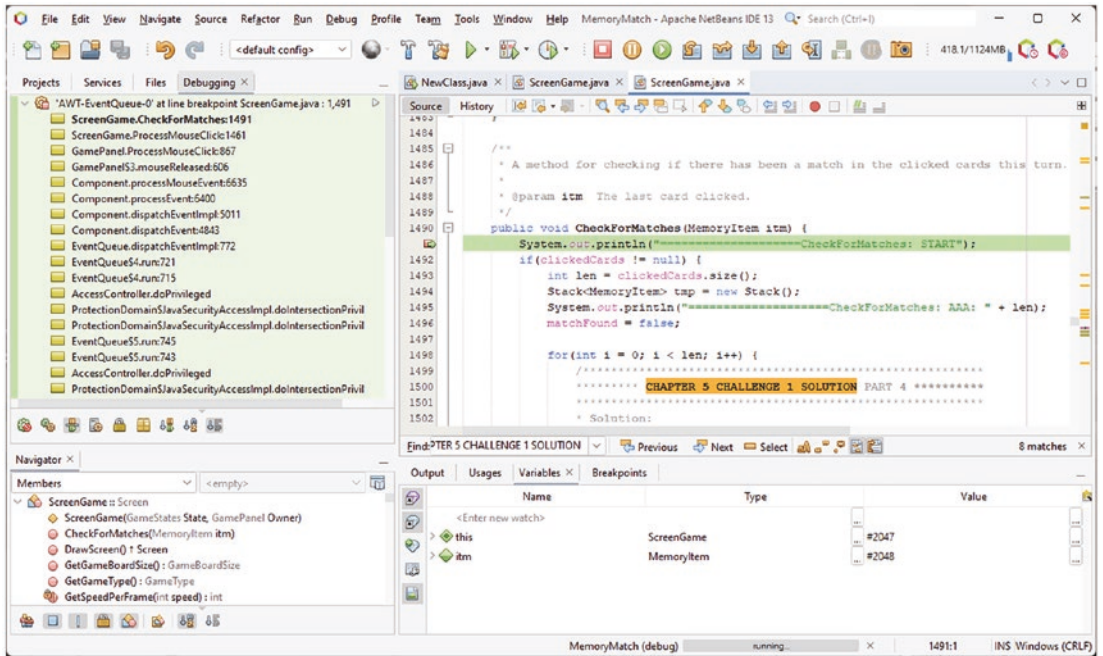 File Edit View Navigate Source Refactor Run Debug Profile Team Tools Window Help MemoryMatch - Apache NetBeans IDE 13 Search (Ctrl+I)
<default config> 418.1/1124MB
Projects Services Files Debugging ×
'AWT-EventQueue-0' at line breakpoint ScreenGame.java : 1,491
ScreenGame.CheckForMatches:1491
ScreenGame.ProcessMouseClick:1461
GamePanel.ProcessMouseClick:867
GamePanel$3.mouseReleased:606
Component.processMouseEvent:6635
Component.processEvent:6400
Component.dispatchEventImpl:5011
Component.dispatchEvent:4843
EventQueue.dispatchEventImpl:772
EventQueue$4.run:721
EventQueue$4.run:715
AccessController.doPrivileged
ProtectionDomain$JavaSecurityAccessImpl.doIntersectionPrivil
ProtectionDomain$JavaSecurityAccessImpl.doIntersectionPrivil
EventQueue$5.run:745
EventQueue$5.run:743
AccessController.doPrivileged
ProtectionDomain$JavaSecurityAccessImpl.doIntersectionPrivil
Navigator ×
Members <empty>
ScreenGame :: Screen
ScreenGame(GameStates State, GamePanel Owner)
CheckForMatches(MemoryItem itm)
DrawScreen() ↑ Screen
GetGameBoardSize() : GameBoardSize
GetGameType() : GameType
GetSpeedPerFrame(int speed) : int
NewClass.java × ScreenGame.java × ScreenGame.java ×
Source History
1483 }
1484
1485 /**
1486 * A method for checking if there has been a match in the clicked cards this turn.
1487 *
1488 * @param itm The last card clicked.
1489 */
1490 public void CheckForMatches(MemoryItem itm) {
System.out.println("====================CheckForMatches: START");
1492 if(clickedCards != null) {
1493 int len = clickedCards.size();
1494 Stack<MemoryItem> tmp = new Stack();
1495 System.out.println("====================CheckForMatches: AAA: " + len);
1496 matchFound = false;
1497
1498 for(int i = 0; i < len; i++) {
1499 /**********************************************************
1500 ********* CHAPTER 5 CHALLENGE 1 SOLUTION PART 4 **********
1501 **********************************************************
1502 * Solution:
Find: PTER 5 CHALLENGE 1 SOLUTION Previous Next Select 8 matches ×
Output Usages Variables × Breakpoints
Name Type Value
<Enter new watch> ... ...
this ScreenGame ... #2047 ...
itm MemoryItem ... #2048 ...
MemoryMatch (debug) running... × 1491:1 INS Windows (CRLF)